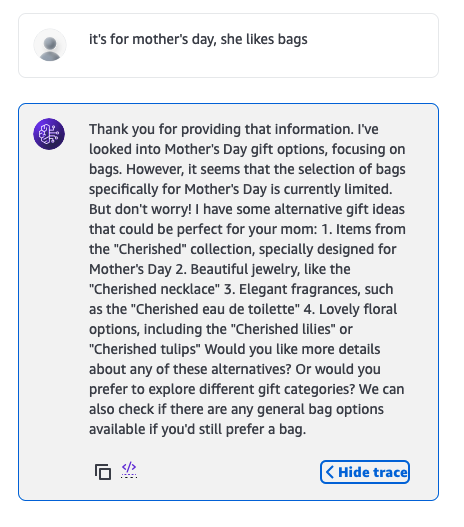 it's for mother's day, she likes bags
Thank you for providing that information. I've
looked into Mother's Day gift options, focusing on
bags. However, it seems that the selection of bags
specifically for Mother's Day is currently limited.
But don't worry! I have some alternative gift ideas
that could be perfect for your mom: 1. Items from
the "Cherished" collection, specially designed for
Mother's Day 2. Beautiful jewelry, like the
"Cherished necklace" 3. Elegant fragrances, such
as the "Cherished eau de toilette" 4. Lovely floral
options, including the "Cherished lilies" or
"Cherished tulips" Would you like more details
about any of these alternatives? Or would you
prefer to explore different gift categories? We can
also check if there are any general bag options
available if you'd still prefer a bag.
Hide trace